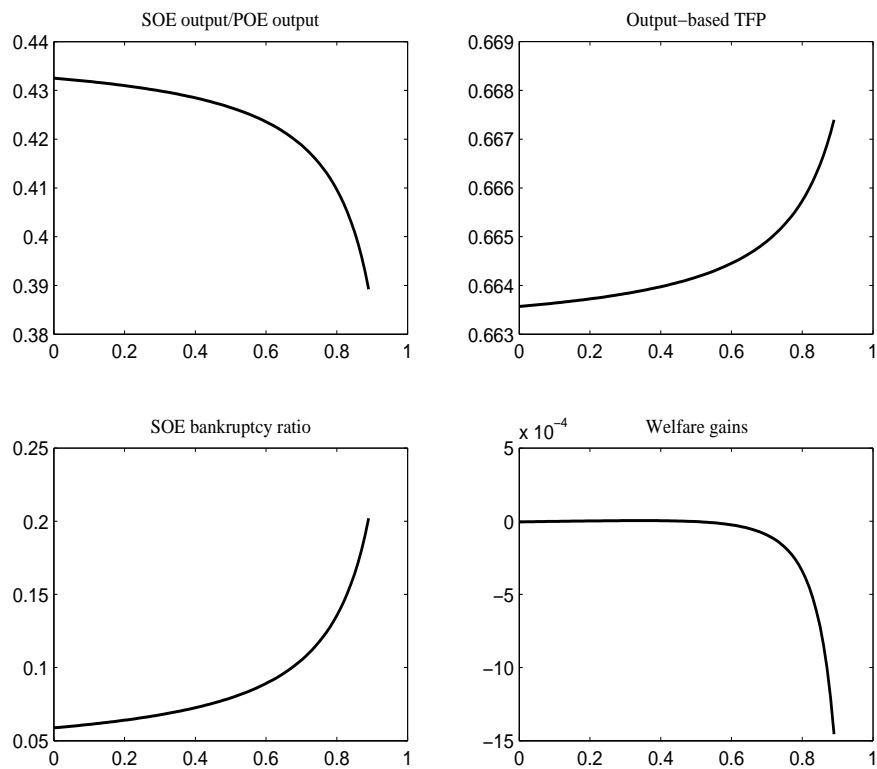 SOE output/POE output
0.44
0.43
0.42
0.41
0.4
0.39
0.38
0 0.2 0.4 0.6 0.8 1
Output−based TFP
0.669
0.668
0.667
0.666
0.665
0.664
0.663
0 0.2 0.4 0.6 0.8 1
SOE bankruptcy ratio
0.25
0.2
0.15
0.1
0.05
0 0.2 0.4 0.6 0.8 1
Welfare gains
x 10−4
5
0
−5
−10
−15
0 0.2 0.4 0.6 0.8 1